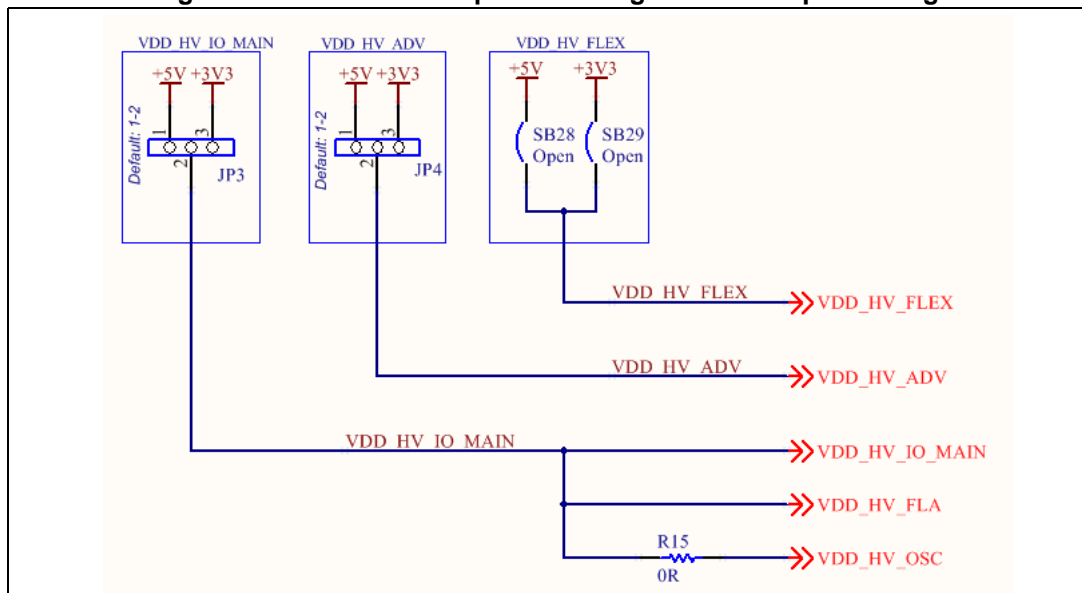 VDD_HV_IO_MAIN
+5V +3V3
Default: 1-2
1
3
2
JP3
VDD_HV_ADV
+5V +3V3
Default: 1-2
1
3
2
JP4
VDD_HV_FLEX
+5V +3V3
SB28
Open
SB29
Open
VDD_HV_FLEX
VDD_HV_FLEX
VDD_HV_ADV
VDD_HV_ADV
VDD_HV_IO_MAIN
VDD_HV_IO_MAIN
VDD_HV_FLA
R15
0R
VDD_HV_OSC